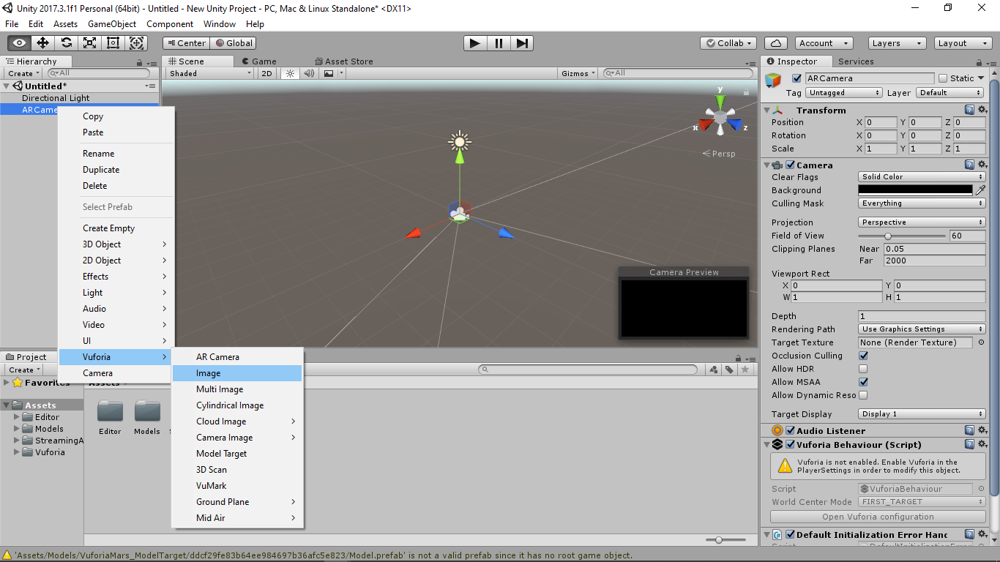 Unity 2017.3.1f1 Personal (64bit) - Untitled - New Unity Project - PC, Mac & Linux Standalone* <DX11>
File Edit Assets GameObject Component Window Help
Center Global Collab Account Layers Layout
Hierarchy
Create All
Untitled*
Directional Light
ARCame
Copy
Paste
Rename
Duplicate
Delete
Select Prefab
Create Empty
3D Object
2D Object
Effects
Light
Audio
Video
UI
Vuforia
Camera
AR Camera
Image
Multi Image
Cylindrical Image
Cloud Image
Camera Image
Model Target
3D Scan
VuMark
Ground Plane
Mid Air
Scene Game Asset Store
Shaded 2D Gizmos All
y
x z
Persp
Camera Preview
Project
Create
Favorites
Assets
Editor
Models
StreamingA
Vuforia
Assets
Editor Models
Inspector Services
ARCamera Static
Tag Untagged Layer Default
Transform
Position X 0 Y 0 Z 0
Rotation X 0 Y 0 Z 0
Scale X 1 Y 1 Z 1
Camera
Clear Flags Solid Color
Background
Culling Mask Everything
Projection Perspective
Field of View 60
Clipping Planes Near 0.05
Far 2000
Viewport Rect
X 0 Y 0
W 1 H 1
Depth 1
Rendering Path Use Graphics Settings
Target Texture None (Render Texture)
Occlusion Culling
Allow HDR
Allow MSAA
Allow Dynamic Reso
Target Display Display 1
Audio Listener
Vuforia Behaviour (Script)
Vuforia is not enabled. Enable Vuforia in the
PlayerSettings in order to modify this object.
Script VuforiaBehaviour
World Center Mode FIRST_TARGET
Open Vuforia configuration
Default Initialization Error Hanc
Script DefaultInitializationError
'Assets/Models/VuforiaMars_ModelTarget/ddcf29fe83b64ee984697b36afc5e823/Model.prefab' is not a valid prefab since it has no root game object.